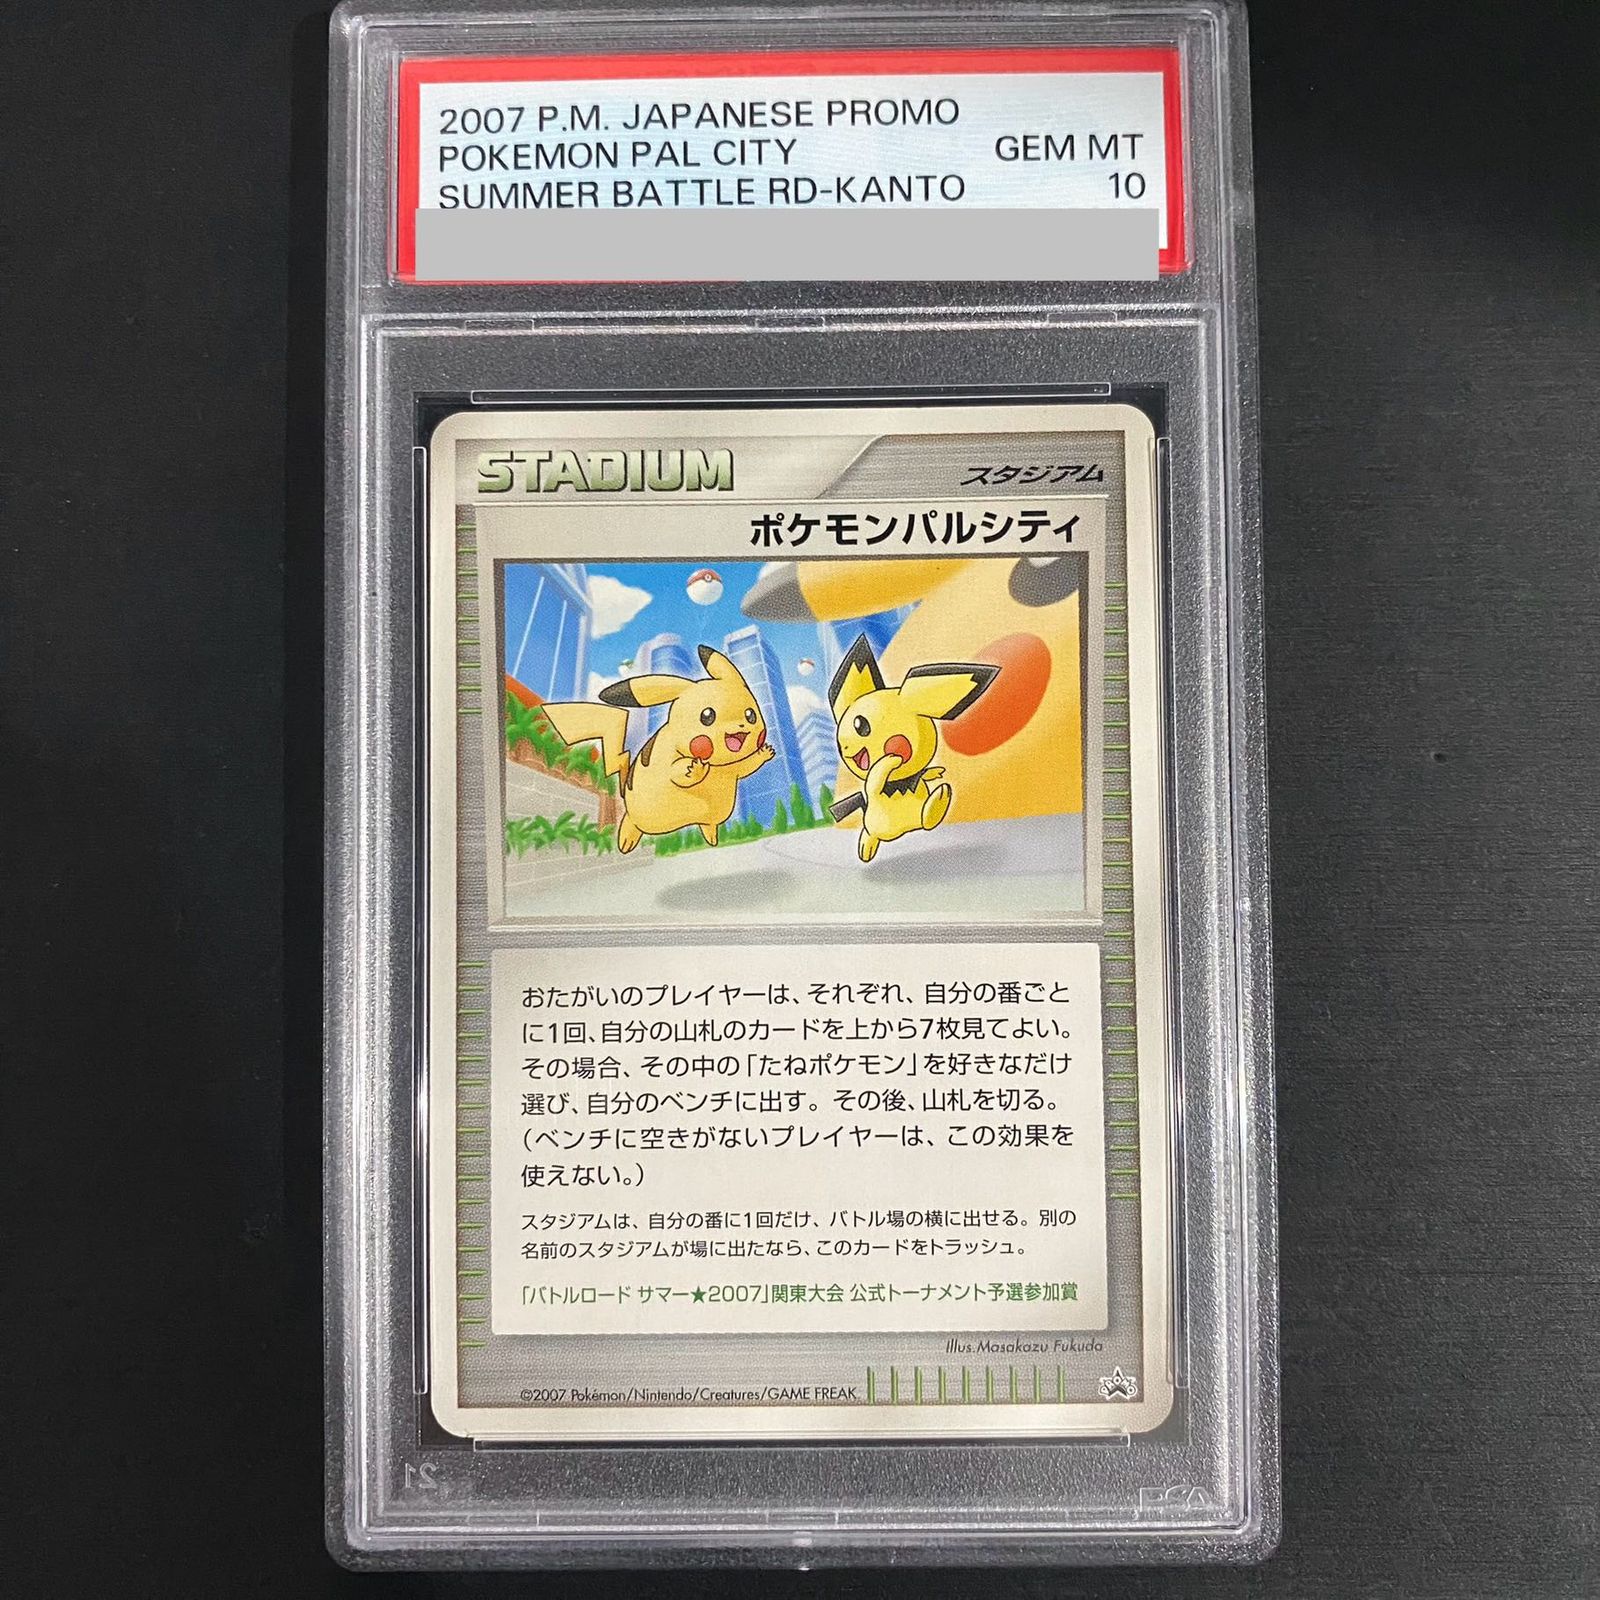 2007 P.M. JAPANESE PROMO
POKEMON PAL CITY GEM MT
SUMMER BATTLE RD-KANTO 10
STADIUM スタジアム
ポケモンパルシティ
おたがいのプレイヤーは、それぞれ、自分の番ごと
に1回、自分の山札のカードを上から7枚見てよい。
その場合、その中の「たねポケモン」を好きなだけ
選び、自分のベンチに出す。その後、山札を切る。
(ベンチに空きがないプレイヤーは、この効果を
使えない。)
スタジアムは、自分の番に1回だけ、バトル場の横に出せる。別の
名前のスタジアムが場に出たなら、このカードをトラッシュ。
「バトルロード サマー★2007」関東大会 公式トーナメント予選参加賞
Illus.Masakazu Fukuda
©2007 Pokémon/Nintendo/Creatures/GAME FREAK
PROMO
21
PSA